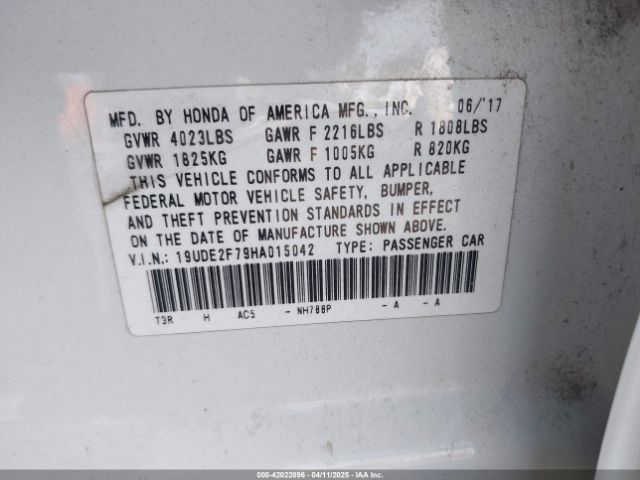 MFD. BY HONDA OF AMERICA MFG., INC. 06/'17
GVWR 4023LBS GAWR F 2216LBS R 1808LBS
GVWR 1825KG GAWR F 1005KG R 820KG
THIS VEHICLE CONFORMS TO ALL APPLICABLE
FEDERAL MOTOR VEHICLE SAFETY, BUMPER,
AND THEFT PREVENTION STANDARDS IN EFFECT
ON THE DATE OF MANUFACTURE SHOWN ABOVE.
V.I.N.: 19UDE2F79HA015042 TYPE: PASSENGER CAR
T3R H AC5 - NH788P - A - A
000-42022896 - 04/11/2025 - IAA Inc.